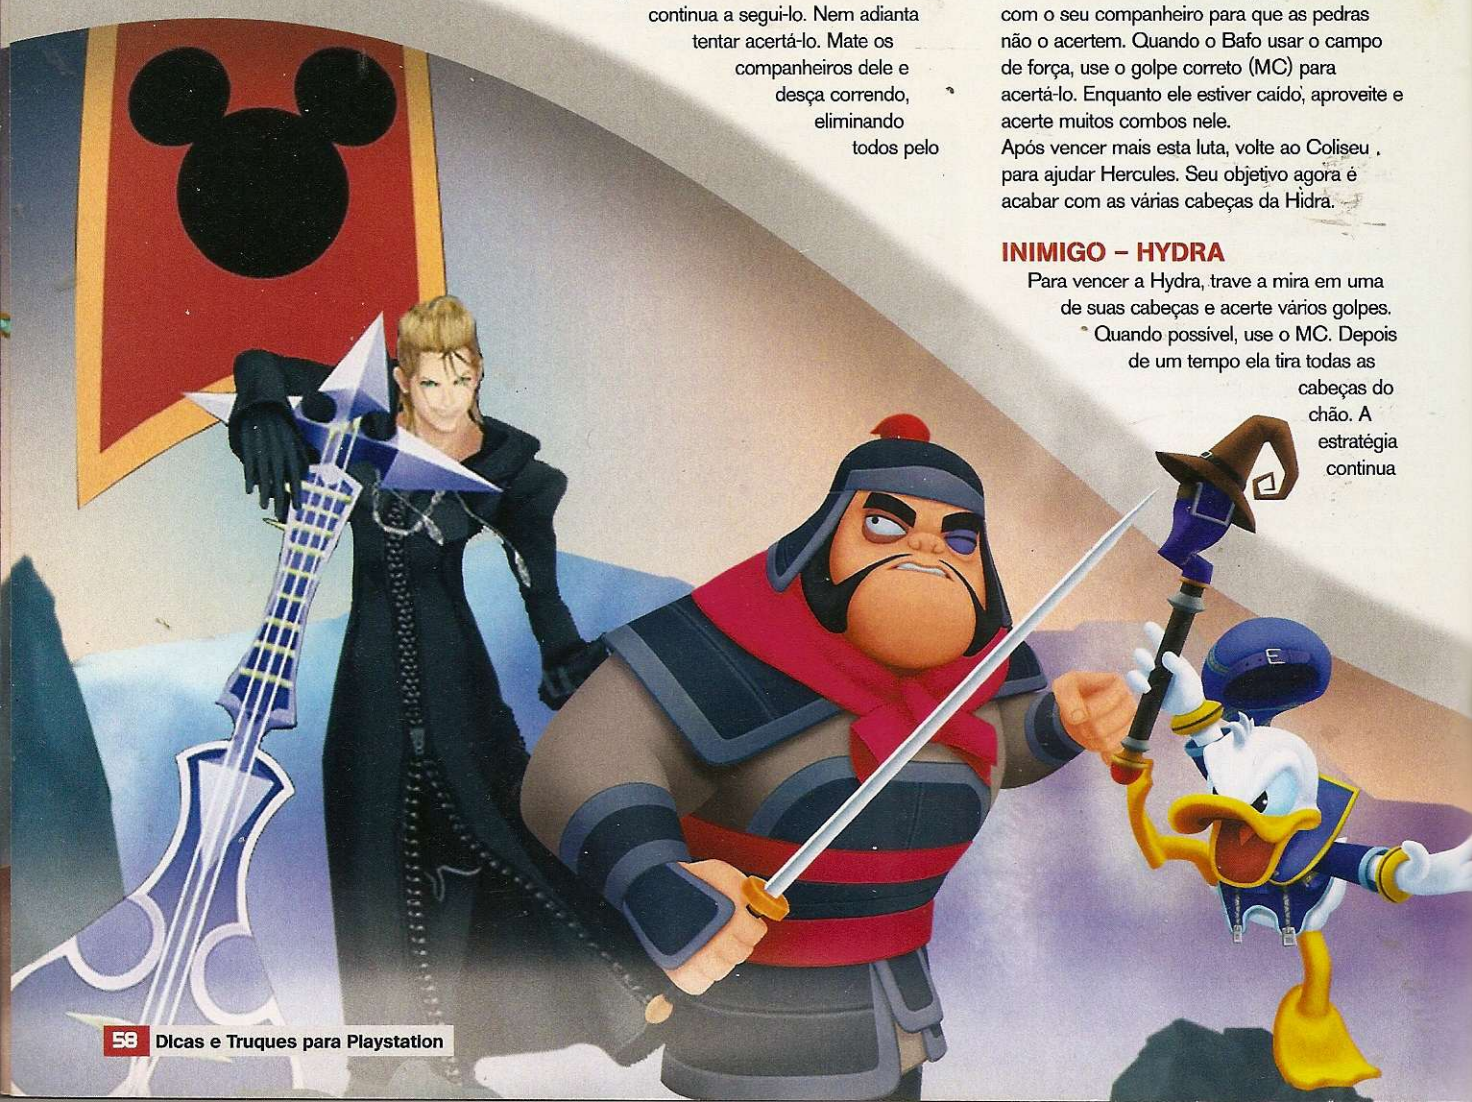 continua a segui-lo. Nem adianta
tentar acertá-lo. Mate os
companheiros dele e
desça correndo,
eliminando
todos pelo
com o seu companheiro para que as pedras
não o acertem. Quando o Bafo usar o campo
de força, use o golpe correto (MC) para
acertá-lo. Enquanto ele estiver caído, aproveite e
acerte muitos combos nele.
Após vencer mais esta luta, volte ao Coliseu
para ajudar Hercules. Seu objetivo agora é
acabar com as várias cabeças da Hidra.
INIMIGO – HYDRA
Para vencer a Hydra, trave a mira em uma
de suas cabeças e acerte vários golpes.
Quando possível, use o MC. Depois
de um tempo ela tira todas as
cabeças do
chão. A
estratégia
continua
58 Dicas e Truques para Playstation